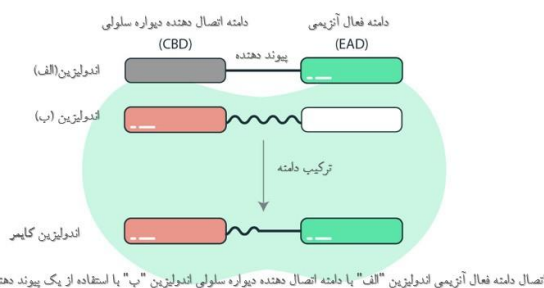 دامنه اتصال دهنده دیواره سلولی
(CBD)
دامنه فعال آنزیمی
(EAD)
پیوند دهنده
اندولیزین(الف)
اندولیزین (ب)
ترکیب دامنه
اندولیزین کایمر
اتصال دامنه فعال آنزیمی اندولیزین "الف" با دامنه اتصال دهنده دیواره سلولی اندولیزین "ب" با استفاده از یک پیوند